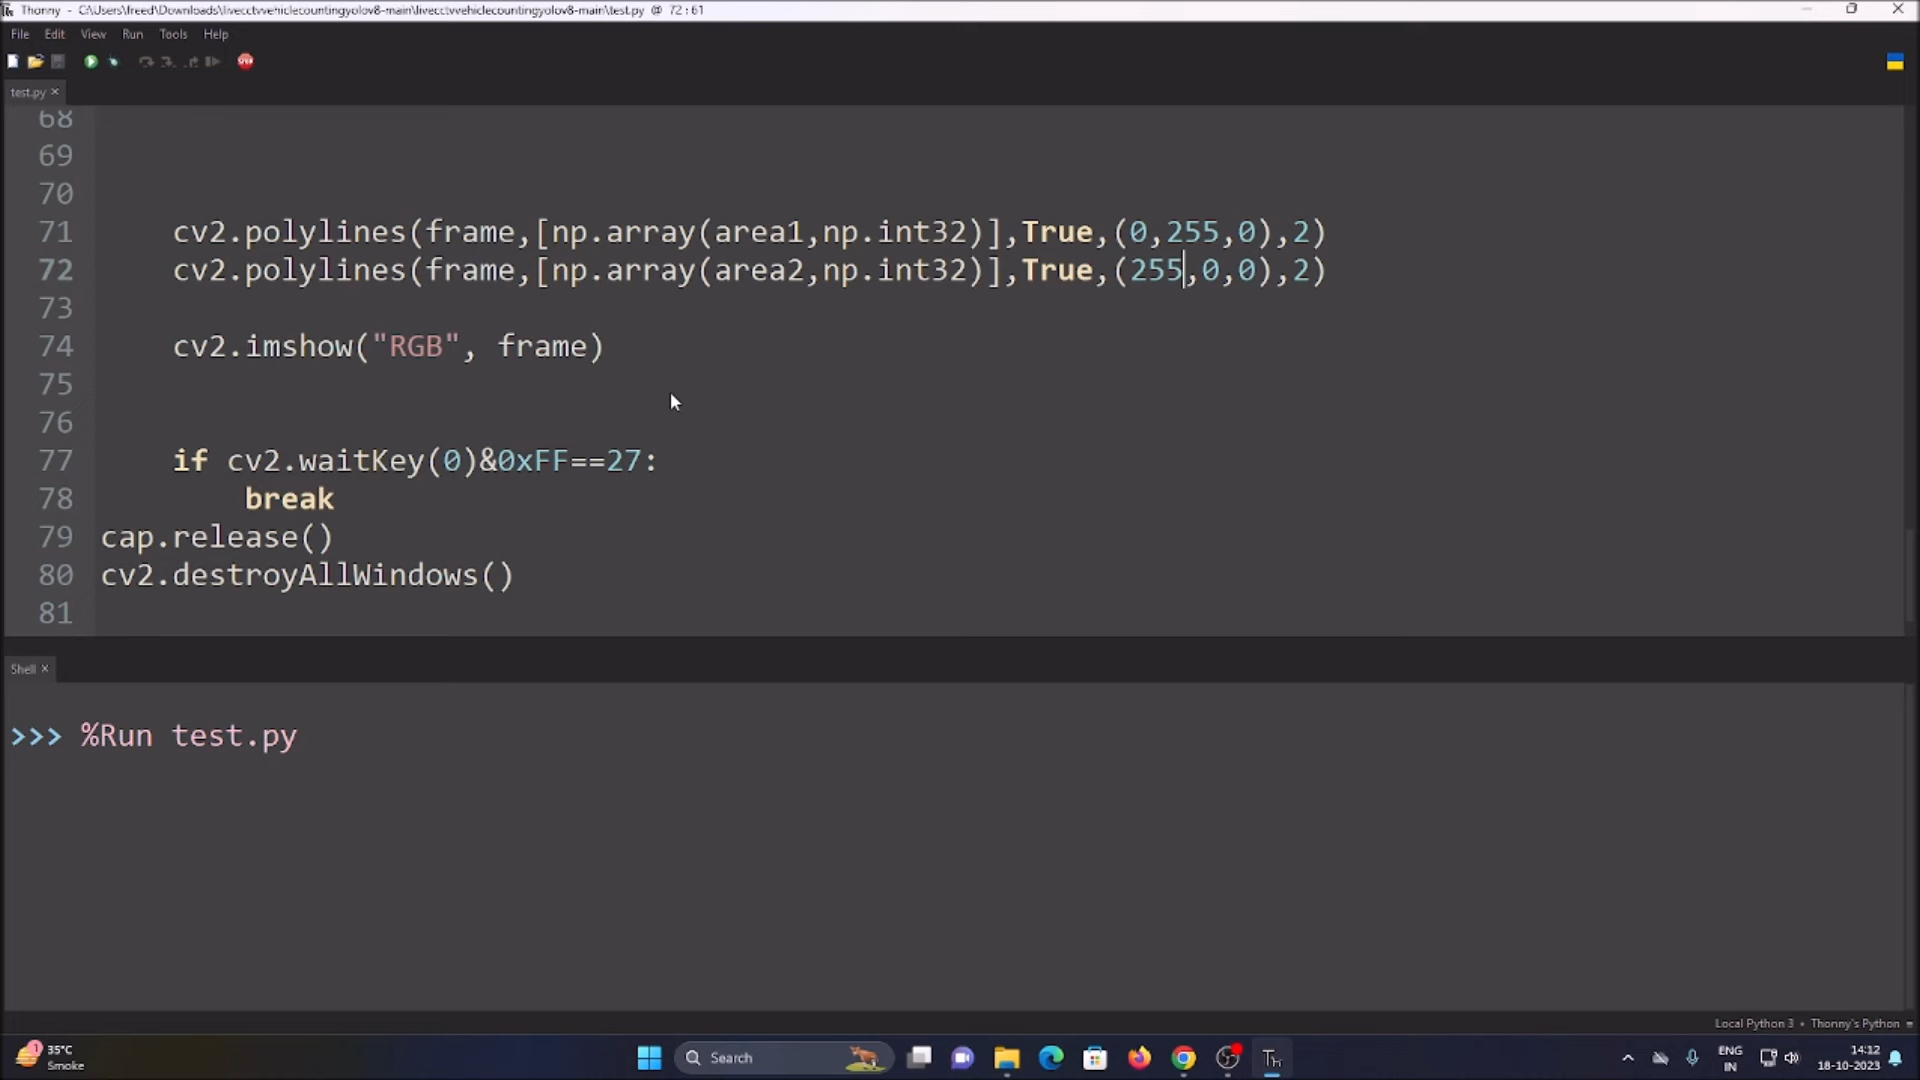 Thonny - C:\Users\freed\Downloads\livecctvvehiclecountingyolov8-main\livecctvvehiclecountingyolov8-main\test.py @ 72 : 61
File Edit View Run Tools Help
test.py ×
68
69
70
71 cv2.polylines(frame,[np.array(area1,np.int32)],True,(0,255,0),2)
72 cv2.polylines(frame,[np.array(area2,np.int32)],True,(255,0,0),2)
73
74 cv2.imshow("RGB", frame)
75
76
77 if cv2.waitKey(0)&0xFF==27:
78 break
79 cap.release()
80 cv2.destroyAllWindows()
81
Shell ×
>>> %Run test.py
Local Python 3 • Thonny's Python
1
35°C
Smoke
Search
Th
ENG
IN
14:12
18-10-2023